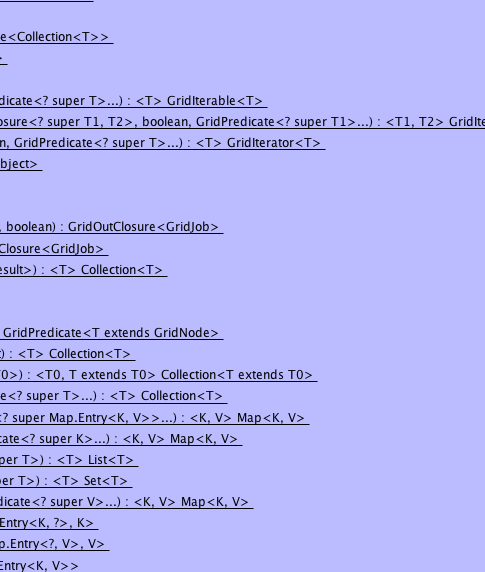 e<Collection<T>>
>
dicate<? super T>...) : <T> GridIterable<T>
osure<? super T1, T2>, boolean, GridPredicate<? super T1>...) : <T1, T2> GridIte
n, GridPredicate<? super T>...) : <T> GridIterator<T>
bject>
, boolean) : GridOutClosure<GridJob>
Closure<GridJob>
esult>) : <T> Collection<T>
GridPredicate<T extends GridNode>
) : <T> Collection<T>
T0>) : <T0, T extends T0> Collection<T extends T0>
e<? super T>...) : <T> Collection<T>
<? super Map.Entry<K, V>>...) : <K, V> Map<K, V>
cate<? super K>...) : <K, V> Map<K, V>
per T>) : <T> List<T>
per T>) : <T> Set<T>
dicate<? super V>...) : <K, V> Map<K, V>
Entry<K, ?>, K>
p.Entry<?, V>, V>
Entry<K, V>>